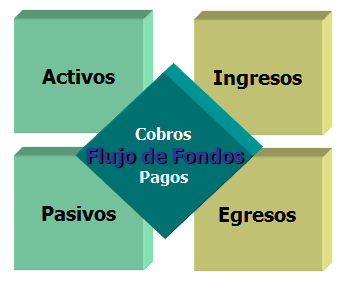 Activos
Ingresos
Cobros
Flujo de Fondos
Pagos
Pasivos
Egresos